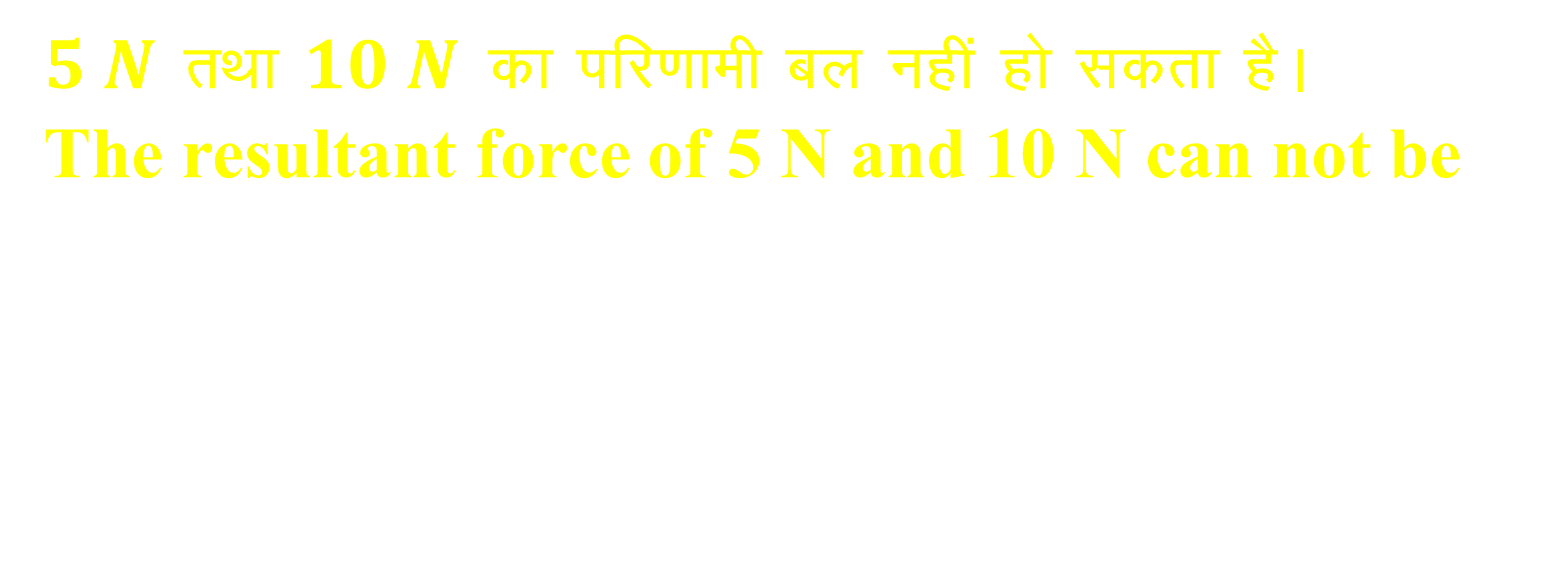 5 N तथा 10 N का परिणामी बल नहीं हो सकता है।
The resultant force of 5 N and 10 N can not be